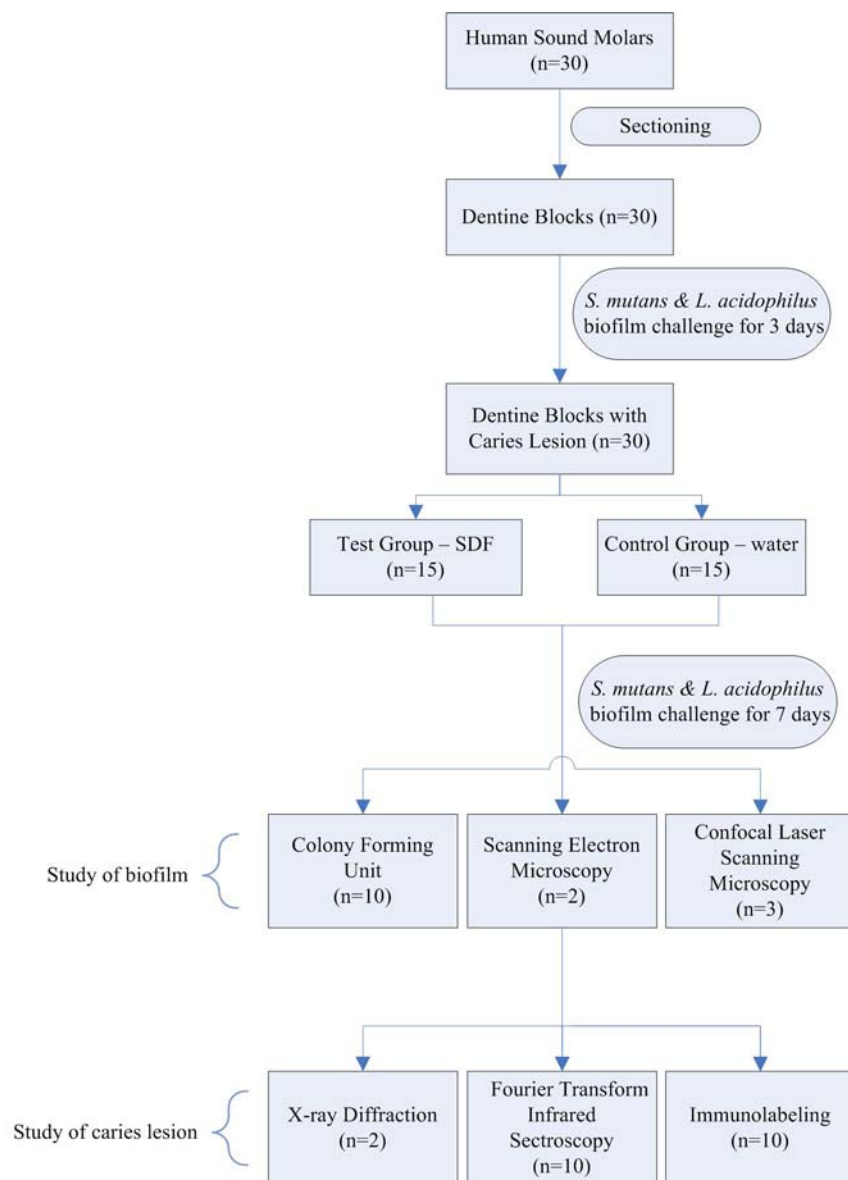 Human Sound Molars
(n=30)
Sectioning
Dentine Blocks (n=30)
S. mutans & L. acidophilus
biofilm challenge for 3 days
Dentine Blocks with
Caries Lesion (n=30)
Test Group – SDF
(n=15)
Control Group – water
(n=15)
S. mutans & L. acidophilus
biofilm challenge for 7 days
Study of biofilm
Colony Forming
Unit
(n=10)
Scanning Electron
Microscopy
(n=2)
Confocal Laser
Scanning
Microscopy
(n=3)
Study of caries lesion
X-ray Diffraction
(n=2)
Fourier Transform
Infrared
Sectroscopy
(n=10)
Immunolabeling
(n=10)